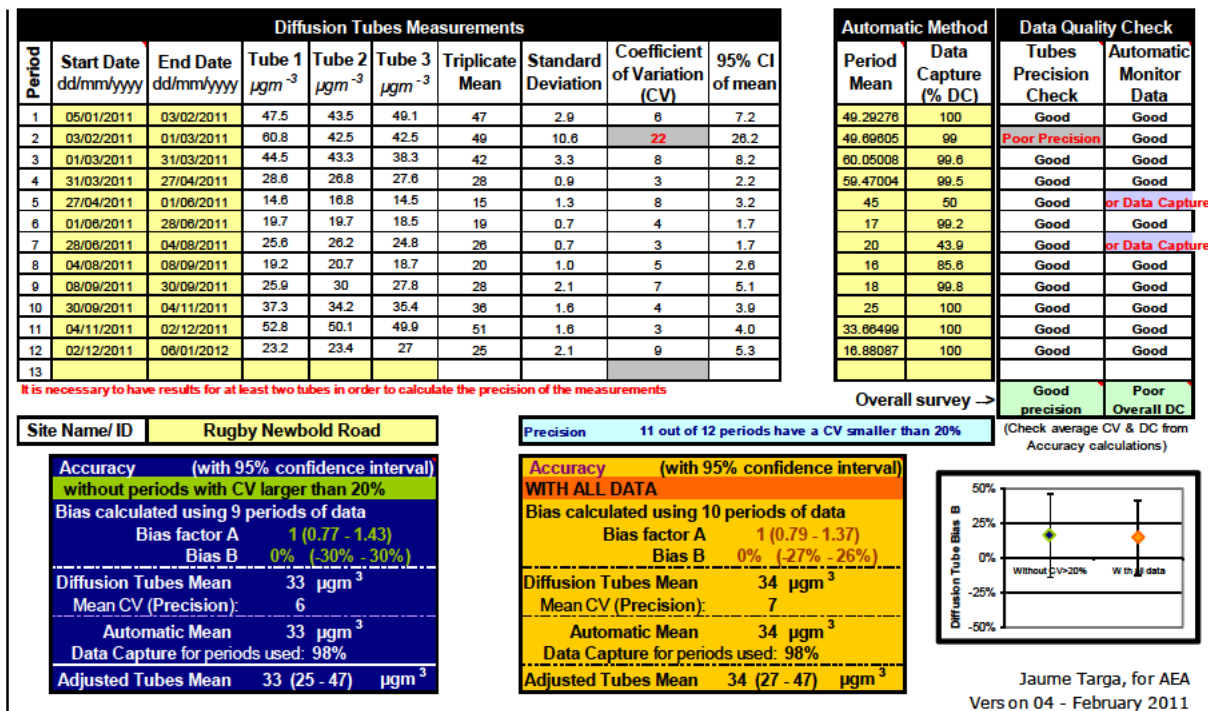 Diffusion Tubes Measurements Automatic Method Data Quality Check
Period Start Date dd/mm/yyyy End Date dd/mm/yyyy Tube 1 µgm -3 Tube 2 µgm -3 Tube 3 µgm -3 Triplicate Mean Standard Deviation Coefficient of Variation (CV) 95% CI of mean Period Mean Data Capture (% DC) Tubes Precision Check Automatic Monitor Data
1 05/01/2011 03/02/2011 47.5 43.5 49.1 47 2.9 6 7.2 49.29276 100 Good Good
2 03/02/2011 01/03/2011 60.8 42.5 42.5 49 10.6 22 26.2 49.69605 99 Poor Precision Good
3 01/03/2011 31/03/2011 44.5 43.3 38.3 42 3.3 8 8.2 60.05008 99.6 Good Good
4 31/03/2011 27/04/2011 28.6 26.8 27.6 28 0.9 3 2.2 59.47004 99.5 Good Good
5 27/04/2011 01/06/2011 14.6 16.8 14.5 15 1.3 8 3.2 45 50 Good or Data Capture
6 01/06/2011 28/06/2011 19.7 19.7 18.5 19 0.7 4 1.7 17 99.2 Good Good
7 28/06/2011 04/08/2011 25.6 26.2 24.8 26 0.7 3 1.7 20 43.9 Good or Data Capture
8 04/08/2011 08/09/2011 19.2 20.7 18.7 20 1.0 5 2.6 16 85.6 Good Good
9 08/09/2011 30/09/2011 25.9 30 27.8 28 2.1 7 5.1 18 99.8 Good Good
10 30/09/2011 04/11/2011 37.3 34.2 35.4 36 1.6 4 3.9 25 100 Good Good
11 04/11/2011 02/12/2011 52.8 50.1 49.9 51 1.6 3 4.0 33.66499 100 Good Good
12 02/12/2011 06/01/2012 23.2 23.4 27 25 2.1 9 5.3 16.88087 100 Good Good
13
It is necessary to have results for at least two tubes in order to calculate the precision of the measurements
Overall survey --> Good precision Poor Overall DC
Site Name/ ID Rugby Newbold Road
Precision 11 out of 12 periods have a CV smaller than 20%
(Check average CV & DC from
Accuracy calculations)
Accuracy (with 95% confidence interval)
without periods with CV larger than 20%
Bias calculated using 9 periods of data
Bias factor A 1 (0.77 - 1.43)
Bias B 0% (-30% - 30%)
Diffusion Tubes Mean 33 µgm 3
Mean CV (Precision): 6
Automatic Mean 33 µgm 3
Data Capture for periods used: 98%
Adjusted Tubes Mean 33 (25 - 47) µgm 3
Accuracy (with 95% confidence interval)
WITH ALL DATA
Bias calculated using 10 periods of data
Bias factor A 1 (0.79 - 1.37)
Bias B 0% (-27% - 26%)
Diffusion Tubes Mean 34 µgm 3
Mean CV (Precision): 7
Automatic Mean 34 µgm 3
Data Capture for periods used: 98%
Adjusted Tubes Mean 34 (27 - 47) µgm 3
Diffusion Tube Bias B
50%
25%
0%
-25%
-50%
Without CV>20% With all data
Jaume Targa, for AEA
Vers on 04 - February 2011